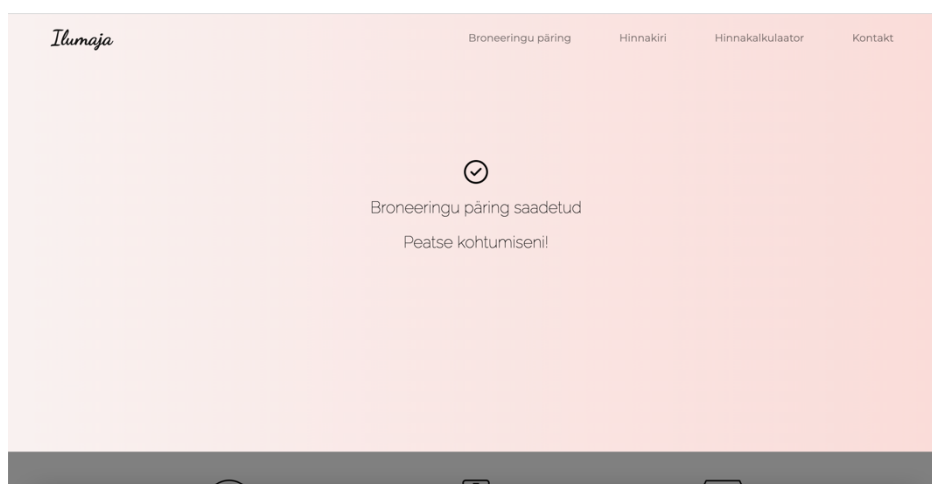 Ilumaja
Broneeringu päring Hinnakiri Hinnakalkulaator Kontakt
Broneeringu päring saadetud
Peatse kohtumiseni!